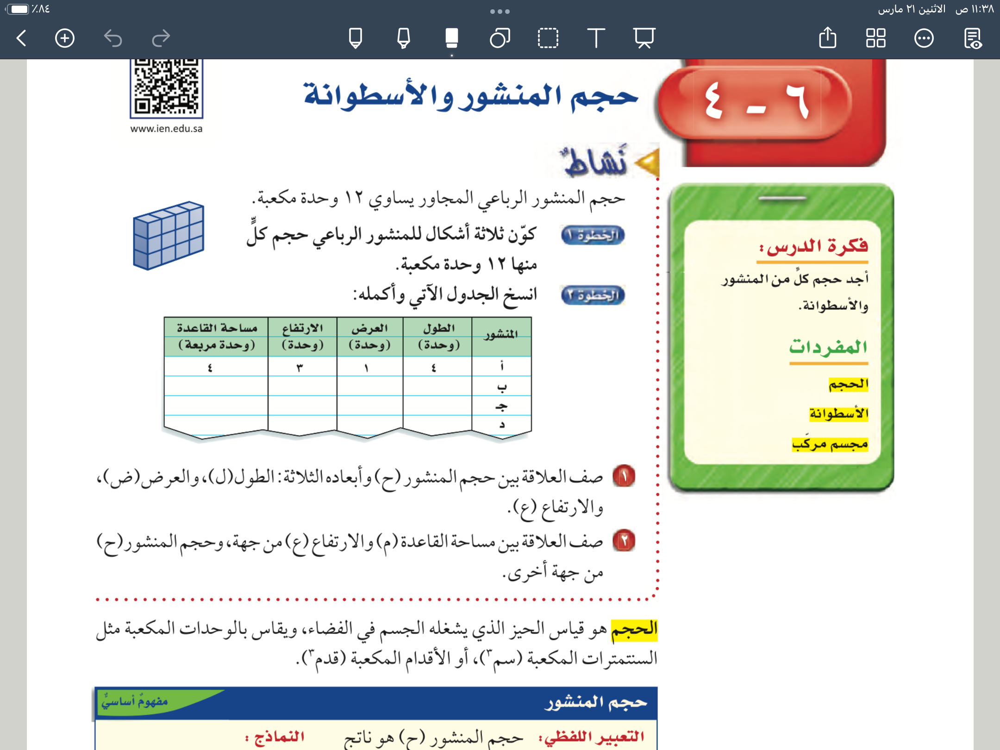 ١١:٣٨ ص الاثنين ٢١ مارس
٪٨٤
٦ - ٤
حجم المنشور والأسطوانة
www.ien.edu.sa
نَشاطٌ
حجم المنشور الرباعي المجاور يساوي ١٢ وحدة مكعبة.
الخطوة ١ كوّن ثلاثة أشكال للمنشور الرباعي حجم كلٍّ
منها ١٢ وحدة مكعبة.
الخطوة ٢ انسخ الجدول الآتي وأكمله:
المنشور الطول (وحدة) العرض (وحدة) الارتفاع (وحدة) مساحة القاعدة (وحدة مربعة)
أ ٤ ١ ٣ ٤
ب
جـ
د
١ صف العلاقة بين حجم المنشور (ح) وأبعاده الثلاثة: الطول (ل)، والعرض (ض)،
والارتفاع (ع).
٢ صف العلاقة بين مساحة القاعدة (م) والارتفاع (ع) من جهة، وحجم المنشور (ح)
من جهة أخرى.
فكرة الدرس:
أجد حجم كلٍّ من المنشور
والأسطوانة.
المفردات
الحجم
الأسطوانة
مجسم مركّب
الحجم هو قياس الحيز الذي يشغله الجسم في الفضاء، ويقاس بالوحدات المكعبة مثل
السنتمترات المكعبة (سم٣)، أو الأقدام المكعبة (قدم٣).
حجم المنشور
مفهومٌ أساسيٌّ
التعبير اللفظي: حجم المنشور (ح) هو ناتج
النماذج :